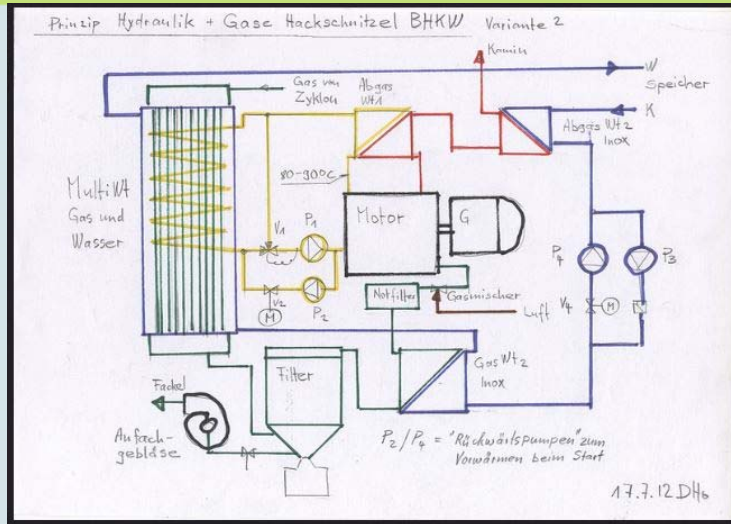 Prinzip Hydraulik + Gase Hackschnitzel BHKW Variante 2
Kamin
W
Speicher
Gas von
Zyklon
Abgas
Wt1
K
Abgas Wt2
Inox
80-90°C
MultiWt
Gas und
Wasser
Motor
G
V1
P1
P4
P3
V2
M
P2
Notfilter
Gasmischer
Luft
V4
M
Gas Wt2
Inox
Filter
Fackel
Anfach-
gebläse
P2/P4 = "Rückwärtspumpen" zum
Vorwärmen beim Start
17.7.12 DHb